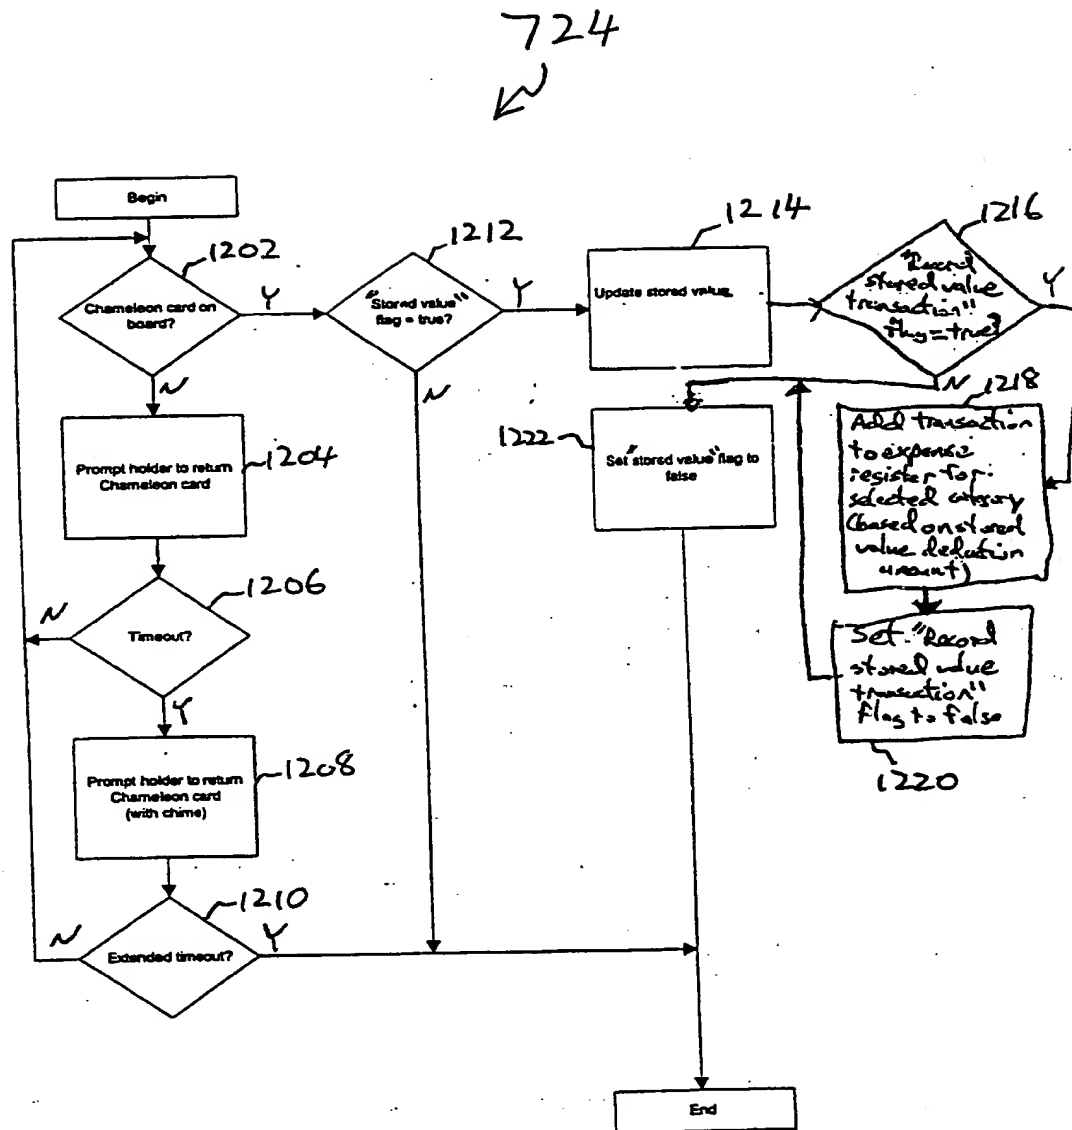 724
Begin
1202
Chameleon card on
board?
Y
N
1212
"Stored value"
flag = true?
Y
N
1214
Update stored value.
1216
"Record
stored value
transaction"
flag = true?
Y
N
1204
Prompt holder to return
Chameleon card
1222
Set "stored value" flag to
false
1218
Add transaction
to expense
register for
selected category
(based on stored
value deduction
amount)
1206
Timeout?
N
Y
Set "Record
stored value
transaction"
flag to false
1220
1208
Prompt holder to return
Chameleon card
(with chime)
1210
Extended timeout?
N
Y
End